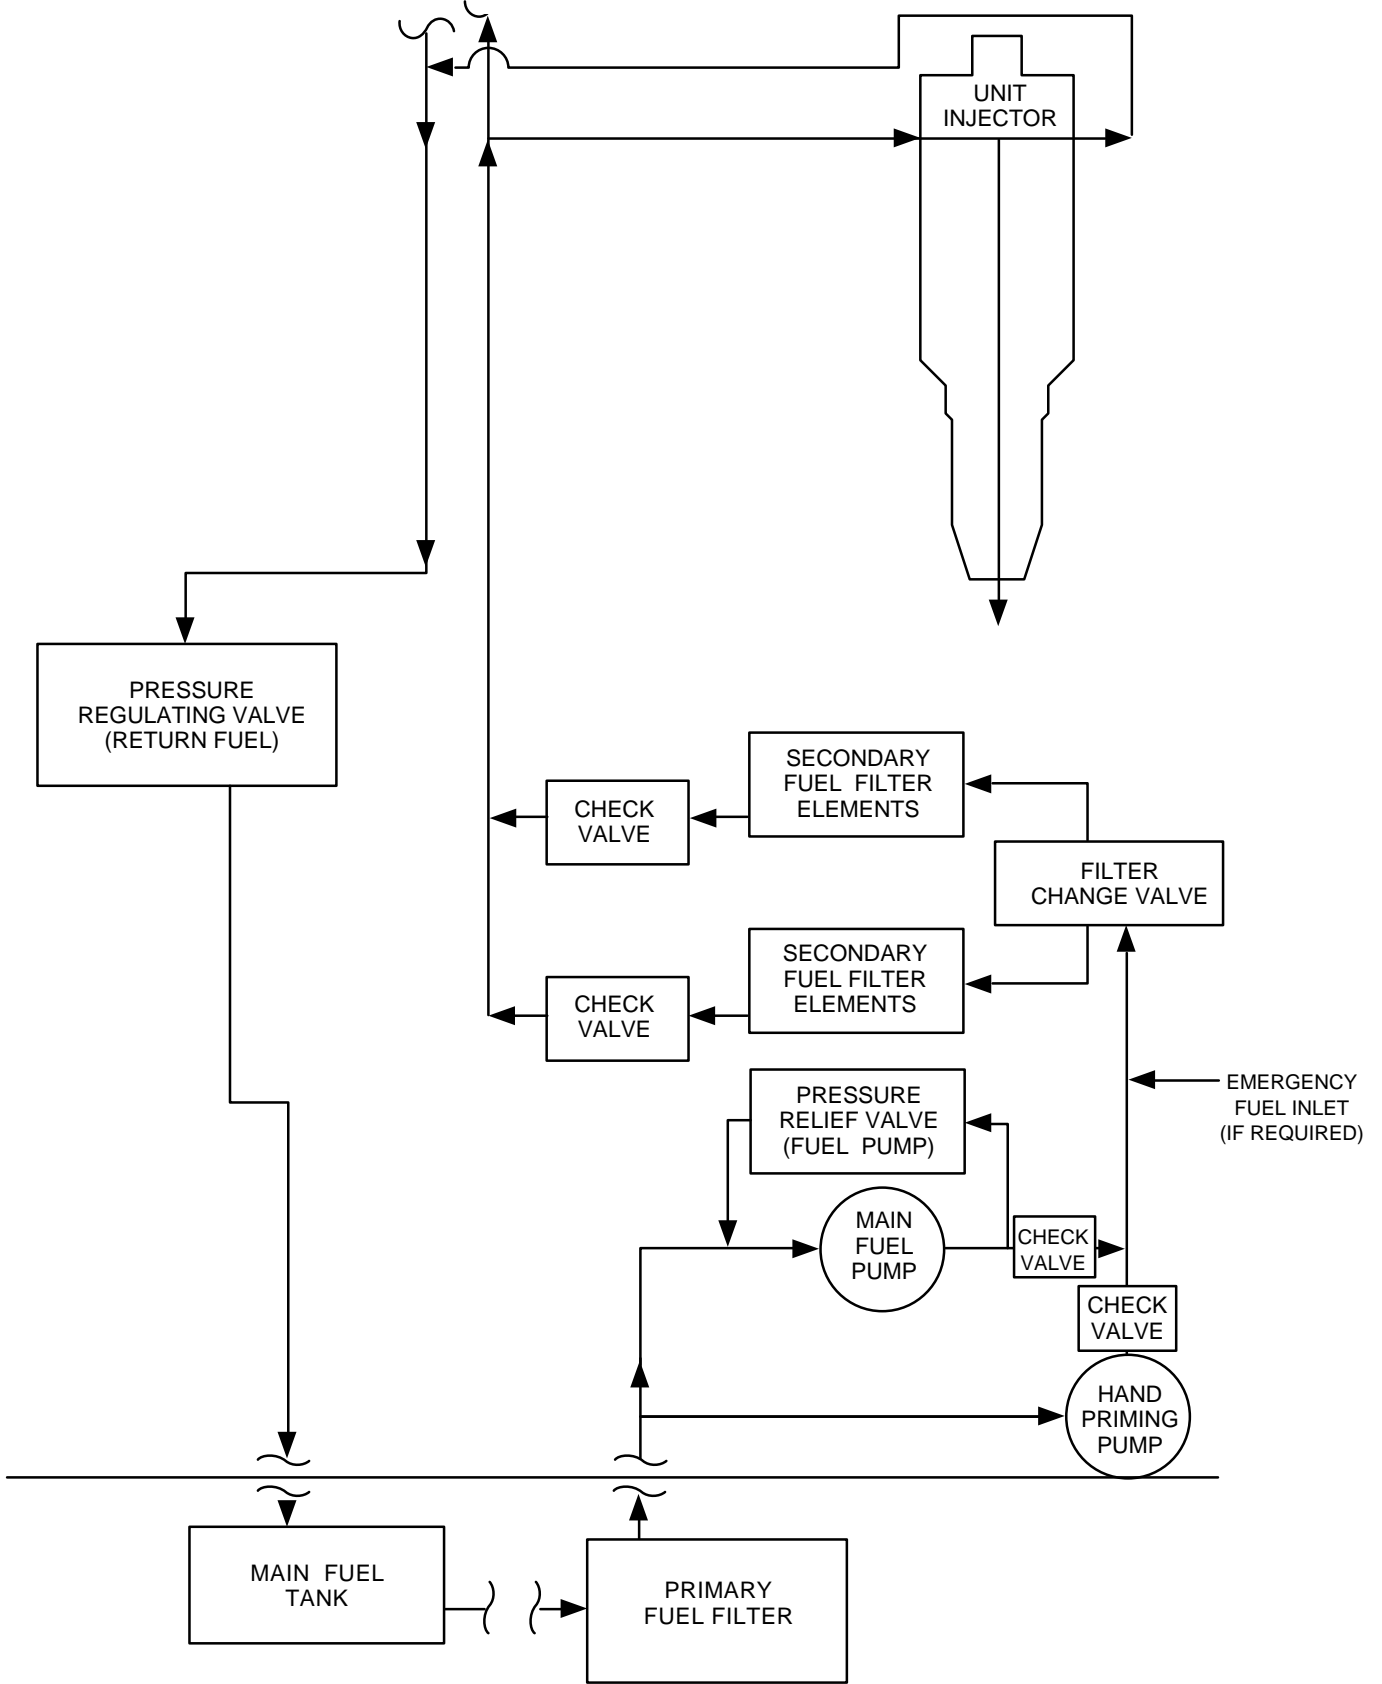 UNIT
INJECTOR
PRESSURE
REGULATING VALVE
(RETURN FUEL)
SECONDARY
FUEL FILTER
ELEMENTS
CHECK
VALVE
FILTER
CHANGE VALVE
SECONDARY
FUEL FILTER
ELEMENTS
CHECK
VALVE
EMERGENCY
FUEL INLET
(IF REQUIRED)
PRESSURE
RELIEF VALVE
(FUEL PUMP)
MAIN
FUEL
PUMP
CHECK
VALVE
CHECK
VALVE
HAND
PRIMING
PUMP
MAIN FUEL
TANK
PRIMARY
FUEL FILTER